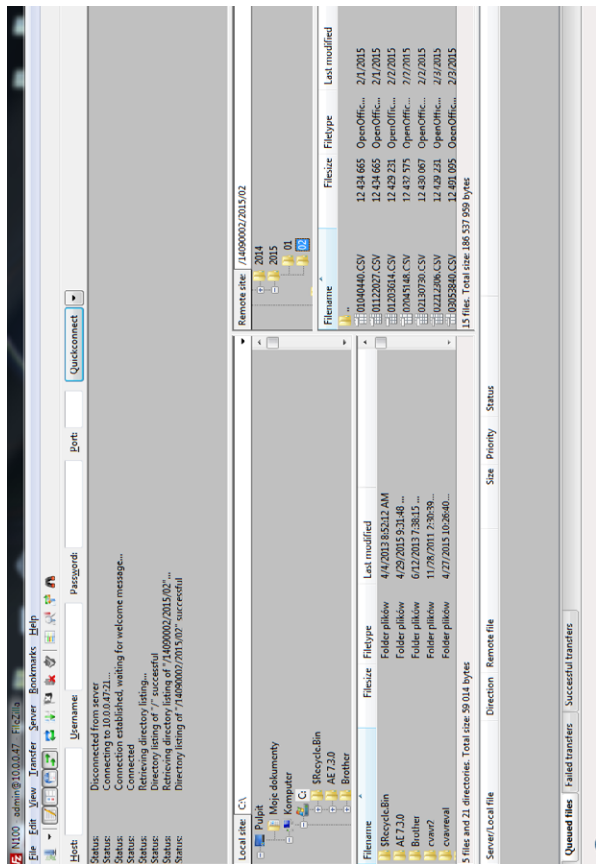 N100 - admin@10.0.0.47 - FileZilla
File Edit View Transfer Server Bookmarks Help
Host: Username: Password: Port: Quickconnect
Status: Disconnected from server
Status: Connecting to 10.0.0.47:21...
Status: Connection established, waiting for welcome message...
Status: Connected
Status: Retrieving directory listing...
Status: Directory listing of "/" successful
Status: Retrieving directory listing of "/14090002/2015/02"...
Status: Directory listing of "/14090002/2015/02" successful
Local site: C:\
Pulpit
Moje dokumenty
Komputer
C:
$Recycle.Bin
AE 7.3.0
Brother
Filename Filesize Filetype Last modified
$Recycle.Bin Folder plików 4/4/2013 8:52:12 AM
AE 7.3.0 Folder plików 4/29/2015 9:31:48 ...
Brother Folder plików 6/12/2013 7:38:15 ...
cvavr2 Folder plików 11/28/2011 2:30:39...
cvavreval Folder plików 4/27/2015 10:26:40...
5 files and 21 directories. Total size: 59 014 bytes
Remote site: /14090002/2015/02
2014
2015
01
02
Filename Filesize Filetype Last modified
..
01040440.CSV 12 434 665 OpenOffic... 2/1/2015
01122027.CSV 12 434 665 OpenOffic... 2/1/2015
01203614.CSV 12 429 231 OpenOffic... 2/2/2015
02045148.CSV 12 432 575 OpenOffic... 2/2/2015
02130730.CSV 12 430 067 OpenOffic... 2/2/2015
02212306.CSV 12 429 231 OpenOffic... 2/3/2015
03053840.CSV 12 491 095 OpenOffic... 2/3/2015
15 files. Total size: 186 537 959 bytes
Server/Local file Direction Remote file Size Priority Status
Queued files Failed transfers Successful transfers